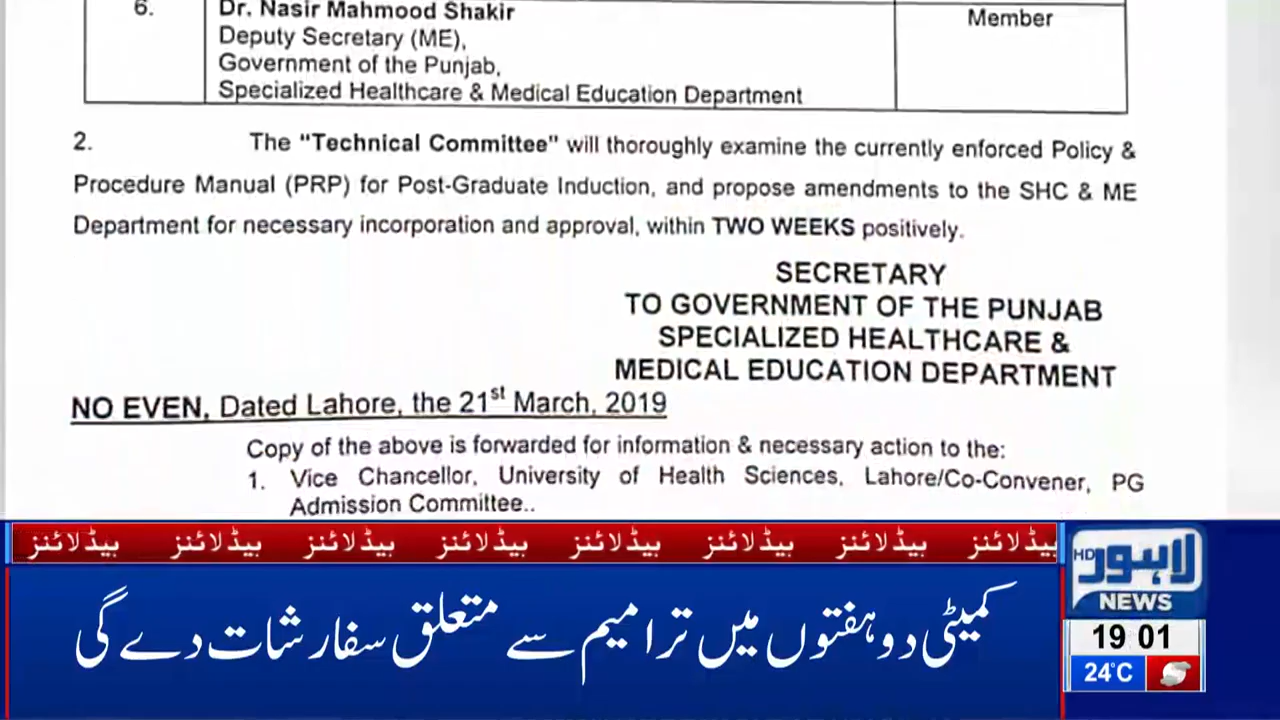 6.
Dr. Nasir Mahmood Shakir
Member
Deputy Secretary (ME),
Government of the Punjab,
Specialized Healthcare & Medical Education Department
2. The "Technical Committee" will thoroughly examine the currently enforced Policy &
Procedure Manual (PRP) for Post-Graduate Induction, and propose amendments to the SHC & ME
Department for necessary incorporation and approval, within TWO WEEKS positively.
SECRETARY
TO GOVERNMENT OF THE PUNJAB
SPECIALIZED HEALTHCARE &
MEDICAL EDUCATION DEPARTMENT
NO EVEN, Dated Lahore, the 21st March, 2019
Copy of the above is forwarded for information & necessary action to the:
1. Vice Chancellor, University of Health Sciences, Lahore/Co-Convener, PG
Admission Committee..
ہیڈلائنز ہیڈلائنز ہیڈلائنز ہیڈلائنز ہیڈلائنز ہیڈلائنز ہیڈلائنز ہیڈلائنز
کمیٹی دو ہفتوں میں ترامیم سے متعلق سفارشات دے گی
HD لاہور
NEWS
19 01
24°C